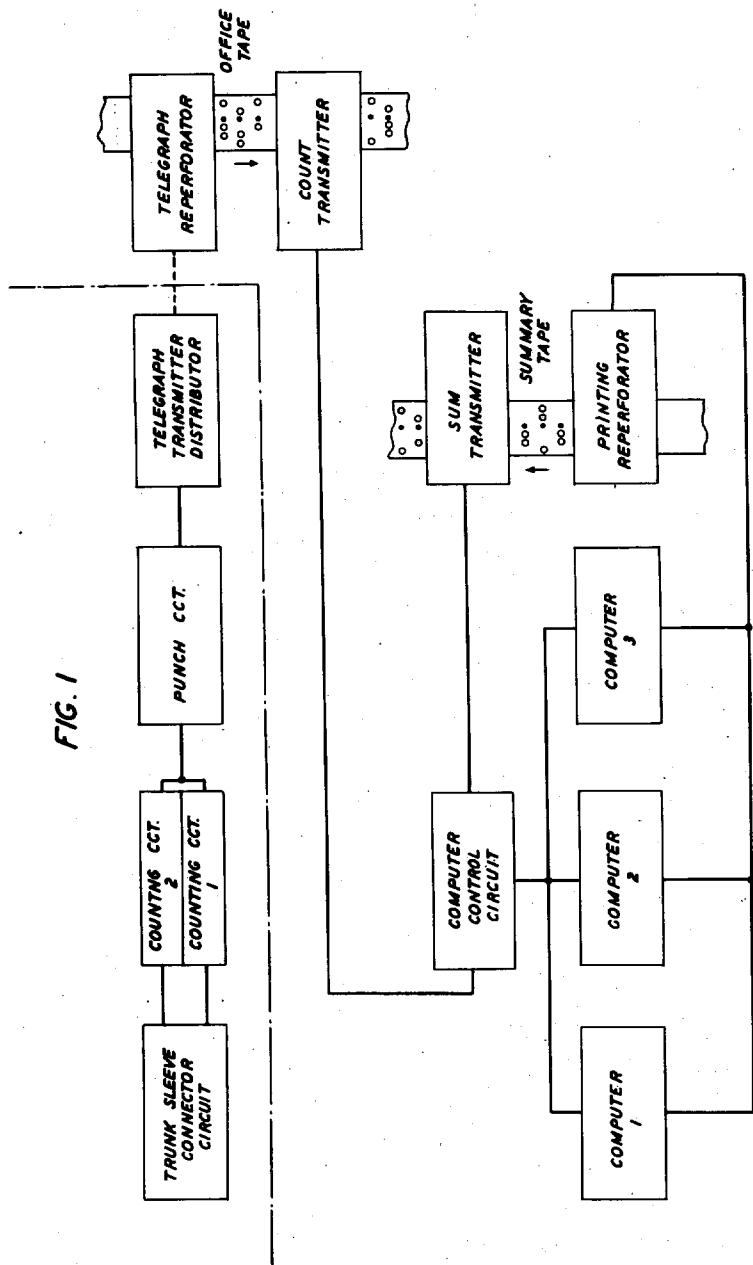 FIG. 1
TRUNK SLEEVE
CONNECTOR
CIRCUIT
COUNTNG CCT.
2
COUNTING CCT.
1
PUNCH CCT.
TELEGRAPH
TRANSMITTER
DISTRIBUTOR
TELEGRAPH
REPERFORATOR
OFFICE
TAPE
COUNT
TRANSMITTER
COMPUTER
CONTROL
CIRCUIT
SUM
TRANSMITTER
SUMMARY
TAPE
PRINTING
REPERFORATOR
COMPUTER
1
COMPUTER
2
COMPUTER
3